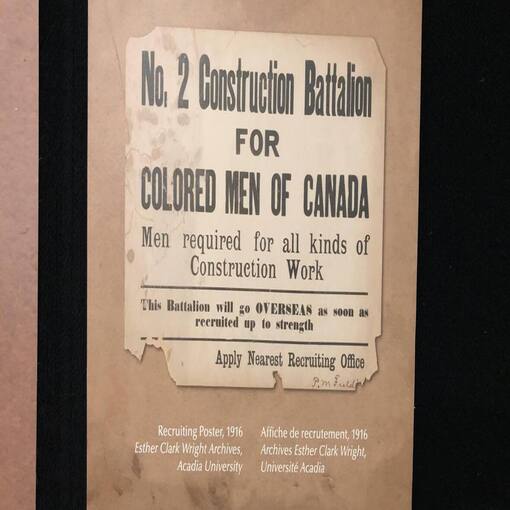 No. 2 Construction Battalion
FOR
COLORED MEN OF CANADA
Men required for all kinds of
Construction Work
This Battalion will go OVERSEAS as soon as
recruited up to strength
Apply Nearest Recruiting Office
P. M. Field
Recruiting Poster, 1916
Esther Clark Wright Archives,
Acadia University
Affiche de recrutement, 1916
Archives Esther Clark Wright,
Université Acadia